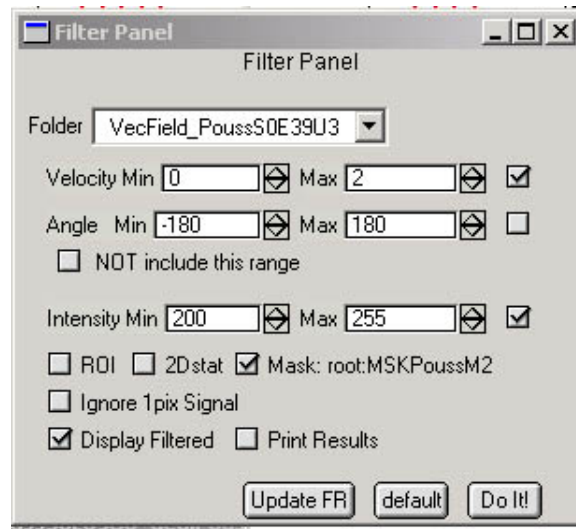 Filter Panel
Filter Panel
Folder VecField_PoussS0E39U3
Velocity Min 0 Max 2
Angle Min -180 Max 180
NOT include this range
Intensity Min 200 Max 255
ROI 2Dstat Mask: root:MSKPoussM2
Ignore 1pix Signal
Display Filtered Print Results
Update FR default Do It!